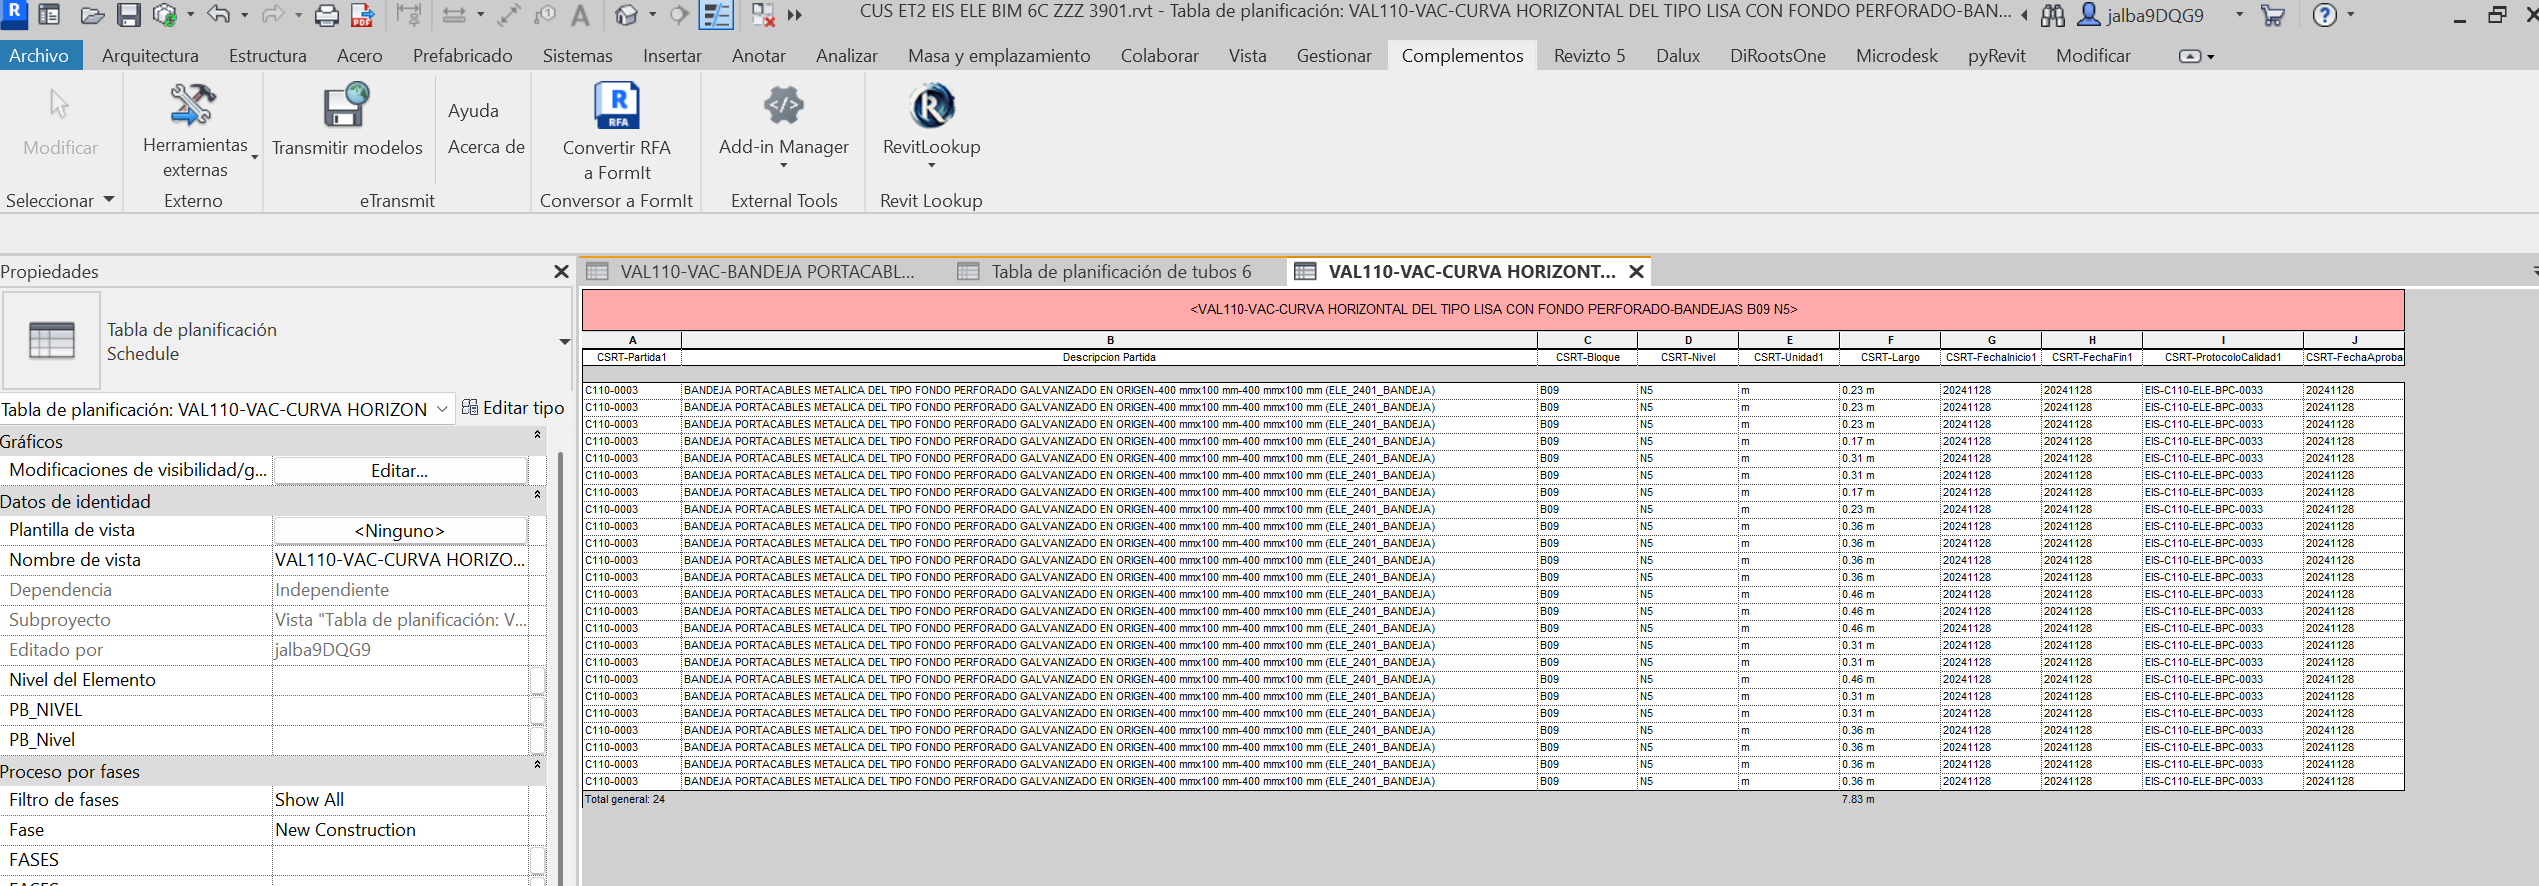 CUS ET2 EIS ELE BIM 6C ZZZ 3901.rvt - Tabla de planificación: VAL110-VAC-CURVA HORIZONTAL DEL TIPO LISA CON FONDO PERFORADO-BAN...
jalba9DQG9
Archivo Arquitectura Estructura Acero Prefabricado Sistemas Insertar Anotar Analizar Masa y emplazamiento Colaborar Vista Gestionar Complementos Revizto 5 Dalux DiRootsOne Microdesk pyRevit Modificar
Modificar
Herramientas externas
Transmitir modelos
Ayuda
Acerca de
Convertir RFA a FormIt
Add-in Manager
RevitLookup
Seleccionar Externo eTransmit Conversor a FormIt External Tools Revit Lookup
Propiedades
VAL110-VAC-BANDEJA PORTACABL... Tabla de planificación de tubos 6 VAL110-VAC-CURVA HORIZONT...
Tabla de planificación
Schedule
Tabla de planificación: VAL110-VAC-CURVA HORIZON Editar tipo
Gráficos
Modificaciones de visibilidad/g... Editar...
Datos de identidad
Plantilla de vista <Ninguno>
Nombre de vista VAL110-VAC-CURVA HORIZO...
Dependencia Independiente
Subproyecto Vista "Tabla de planificación: V...
Editado por jalba9DQG9
Nivel del Elemento
PB_NIVEL
PB_Nivel
Proceso por fases
Filtro de fases Show All
Fase New Construction
FASES
<VAL110-VAC-CURVA HORIZONTAL DEL TIPO LISA CON FONDO PERFORADO-BANDEJAS B09 N5>
A B C D E F G H I J
CSRT-Partida1 Descripcion Partida CSRT-Bloque CSRT-Nivel CSRT-Unidad1 CSRT-Largo CSRT-FechaInicio1 CSRT-FechaFin1 CSRT-ProtocoloCalidad1 CSRT-FechaAproba
C110-0003 BANDEJA PORTACABLES METALICA DEL TIPO FONDO PERFORADO GALVANIZADO EN ORIGEN-400 mmx100 mm-400 mmx100 mm (ELE_2401_BANDEJA) B09 N5 m 0.23 m 20241128 20241128 EIS-C110-ELE-BPC-0033 20241128
C110-0003 BANDEJA PORTACABLES METALICA DEL TIPO FONDO PERFORADO GALVANIZADO EN ORIGEN-400 mmx100 mm-400 mmx100 mm (ELE_2401_BANDEJA) B09 N5 m 0.23 m 20241128 20241128 EIS-C110-ELE-BPC-0033 20241128
C110-0003 BANDEJA PORTACABLES METALICA DEL TIPO FONDO PERFORADO GALVANIZADO EN ORIGEN-400 mmx100 mm-400 mmx100 mm (ELE_2401_BANDEJA) B09 N5 m 0.23 m 20241128 20241128 EIS-C110-ELE-BPC-0033 20241128
C110-0003 BANDEJA PORTACABLES METALICA DEL TIPO FONDO PERFORADO GALVANIZADO EN ORIGEN-400 mmx100 mm-400 mmx100 mm (ELE_2401_BANDEJA) B09 N5 m 0.17 m 20241128 20241128 EIS-C110-ELE-BPC-0033 20241128
C110-0003 BANDEJA PORTACABLES METALICA DEL TIPO FONDO PERFORADO GALVANIZADO EN ORIGEN-400 mmx100 mm-400 mmx100 mm (ELE_2401_BANDEJA) B09 N5 m 0.31 m 20241128 20241128 EIS-C110-ELE-BPC-0033 20241128
C110-0003 BANDEJA PORTACABLES METALICA DEL TIPO FONDO PERFORADO GALVANIZADO EN ORIGEN-400 mmx100 mm-400 mmx100 mm (ELE_2401_BANDEJA) B09 N5 m 0.31 m 20241128 20241128 EIS-C110-ELE-BPC-0033 20241128
C110-0003 BANDEJA PORTACABLES METALICA DEL TIPO FONDO PERFORADO GALVANIZADO EN ORIGEN-400 mmx100 mm-400 mmx100 mm (ELE_2401_BANDEJA) B09 N5 m 0.17 m 20241128 20241128 EIS-C110-ELE-BPC-0033 20241128
C110-0003 BANDEJA PORTACABLES METALICA DEL TIPO FONDO PERFORADO GALVANIZADO EN ORIGEN-400 mmx100 mm-400 mmx100 mm (ELE_2401_BANDEJA) B09 N5 m 0.23 m 20241128 20241128 EIS-C110-ELE-BPC-0033 20241128
C110-0003 BANDEJA PORTACABLES METALICA DEL TIPO FONDO PERFORADO GALVANIZADO EN ORIGEN-400 mmx100 mm-400 mmx100 mm (ELE_2401_BANDEJA) B09 N5 m 0.36 m 20241128 20241128 EIS-C110-ELE-BPC-0033 20241128
C110-0003 BANDEJA PORTACABLES METALICA DEL TIPO FONDO PERFORADO GALVANIZADO EN ORIGEN-400 mmx100 mm-400 mmx100 mm (ELE_2401_BANDEJA) B09 N5 m 0.36 m 20241128 20241128 EIS-C110-ELE-BPC-0033 20241128
C110-0003 BANDEJA PORTACABLES METALICA DEL TIPO FONDO PERFORADO GALVANIZADO EN ORIGEN-400 mmx100 mm-400 mmx100 mm (ELE_2401_BANDEJA) B09 N5 m 0.36 m 20241128 20241128 EIS-C110-ELE-BPC-0033 20241128
C110-0003 BANDEJA PORTACABLES METALICA DEL TIPO FONDO PERFORADO GALVANIZADO EN ORIGEN-400 mmx100 mm-400 mmx100 mm (ELE_2401_BANDEJA) B09 N5 m 0.36 m 20241128 20241128 EIS-C110-ELE-BPC-0033 20241128
C110-0003 BANDEJA PORTACABLES METALICA DEL TIPO FONDO PERFORADO GALVANIZADO EN ORIGEN-400 mmx100 mm-400 mmx100 mm (ELE_2401_BANDEJA) B09 N5 m 0.46 m 20241128 20241128 EIS-C110-ELE-BPC-0033 20241128
C110-0003 BANDEJA PORTACABLES METALICA DEL TIPO FONDO PERFORADO GALVANIZADO EN ORIGEN-400 mmx100 mm-400 mmx100 mm (ELE_2401_BANDEJA) B09 N5 m 0.46 m 20241128 20241128 EIS-C110-ELE-BPC-0033 20241128
C110-0003 BANDEJA PORTACABLES METALICA DEL TIPO FONDO PERFORADO GALVANIZADO EN ORIGEN-400 mmx100 mm-400 mmx100 mm (ELE_2401_BANDEJA) B09 N5 m 0.46 m 20241128 20241128 EIS-C110-ELE-BPC-0033 20241128
C110-0003 BANDEJA PORTACABLES METALICA DEL TIPO FONDO PERFORADO GALVANIZADO EN ORIGEN-400 mmx100 mm-400 mmx100 mm (ELE_2401_BANDEJA) B09 N5 m 0.31 m 20241128 20241128 EIS-C110-ELE-BPC-0033 20241128
C110-0003 BANDEJA PORTACABLES METALICA DEL TIPO FONDO PERFORADO GALVANIZADO EN ORIGEN-400 mmx100 mm-400 mmx100 mm (ELE_2401_BANDEJA) B09 N5 m 0.31 m 20241128 20241128 EIS-C110-ELE-BPC-0033 20241128
C110-0003 BANDEJA PORTACABLES METALICA DEL TIPO FONDO PERFORADO GALVANIZADO EN ORIGEN-400 mmx100 mm-400 mmx100 mm (ELE_2401_BANDEJA) B09 N5 m 0.46 m 20241128 20241128 EIS-C110-ELE-BPC-0033 20241128
C110-0003 BANDEJA PORTACABLES METALICA DEL TIPO FONDO PERFORADO GALVANIZADO EN ORIGEN-400 mmx100 mm-400 mmx100 mm (ELE_2401_BANDEJA) B09 N5 m 0.31 m 20241128 20241128 EIS-C110-ELE-BPC-0033 20241128
C110-0003 BANDEJA PORTACABLES METALICA DEL TIPO FONDO PERFORADO GALVANIZADO EN ORIGEN-400 mmx100 mm-400 mmx100 mm (ELE_2401_BANDEJA) B09 N5 m 0.31 m 20241128 20241128 EIS-C110-ELE-BPC-0033 20241128
C110-0003 BANDEJA PORTACABLES METALICA DEL TIPO FONDO PERFORADO GALVANIZADO EN ORIGEN-400 mmx100 mm-400 mmx100 mm (ELE_2401_BANDEJA) B09 N5 m 0.36 m 20241128 20241128 EIS-C110-ELE-BPC-0033 20241128
C110-0003 BANDEJA PORTACABLES METALICA DEL TIPO FONDO PERFORADO GALVANIZADO EN ORIGEN-400 mmx100 mm-400 mmx100 mm (ELE_2401_BANDEJA) B09 N5 m 0.36 m 20241128 20241128 EIS-C110-ELE-BPC-0033 20241128
C110-0003 BANDEJA PORTACABLES METALICA DEL TIPO FONDO PERFORADO GALVANIZADO EN ORIGEN-400 mmx100 mm-400 mmx100 mm (ELE_2401_BANDEJA) B09 N5 m 0.36 m 20241128 20241128 EIS-C110-ELE-BPC-0033 20241128
C110-0003 BANDEJA PORTACABLES METALICA DEL TIPO FONDO PERFORADO GALVANIZADO EN ORIGEN-400 mmx100 mm-400 mmx100 mm (ELE_2401_BANDEJA) B09 N5 m 0.36 m 20241128 20241128 EIS-C110-ELE-BPC-0033 20241128
Total general: 24 7.83 m